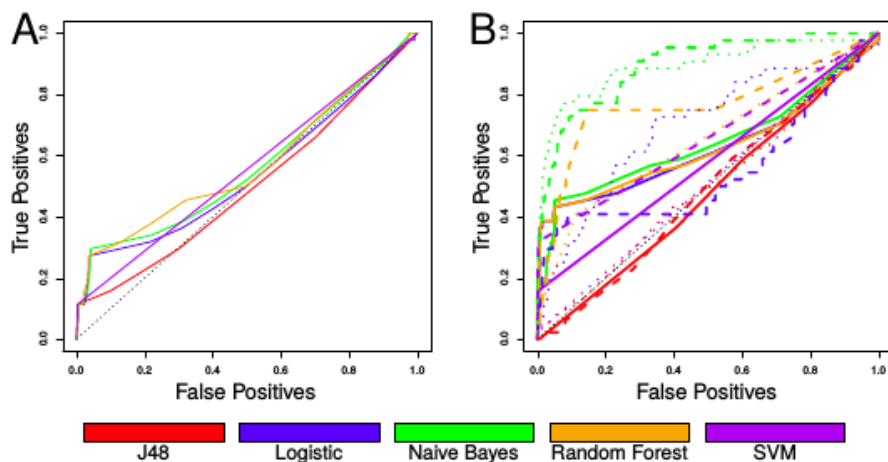 A
B
True Positives
1.0
0.8
0.6
0.4
0.2
0.0
0.0 0.2 0.4 0.6 0.8 1.0
False Positives
True Positives
1.0
0.8
0.6
0.4
0.2
0.0
0.0 0.2 0.4 0.6 0.8 1.0
False Positives
J48 Logistic Naive Bayes Random Forest SVM